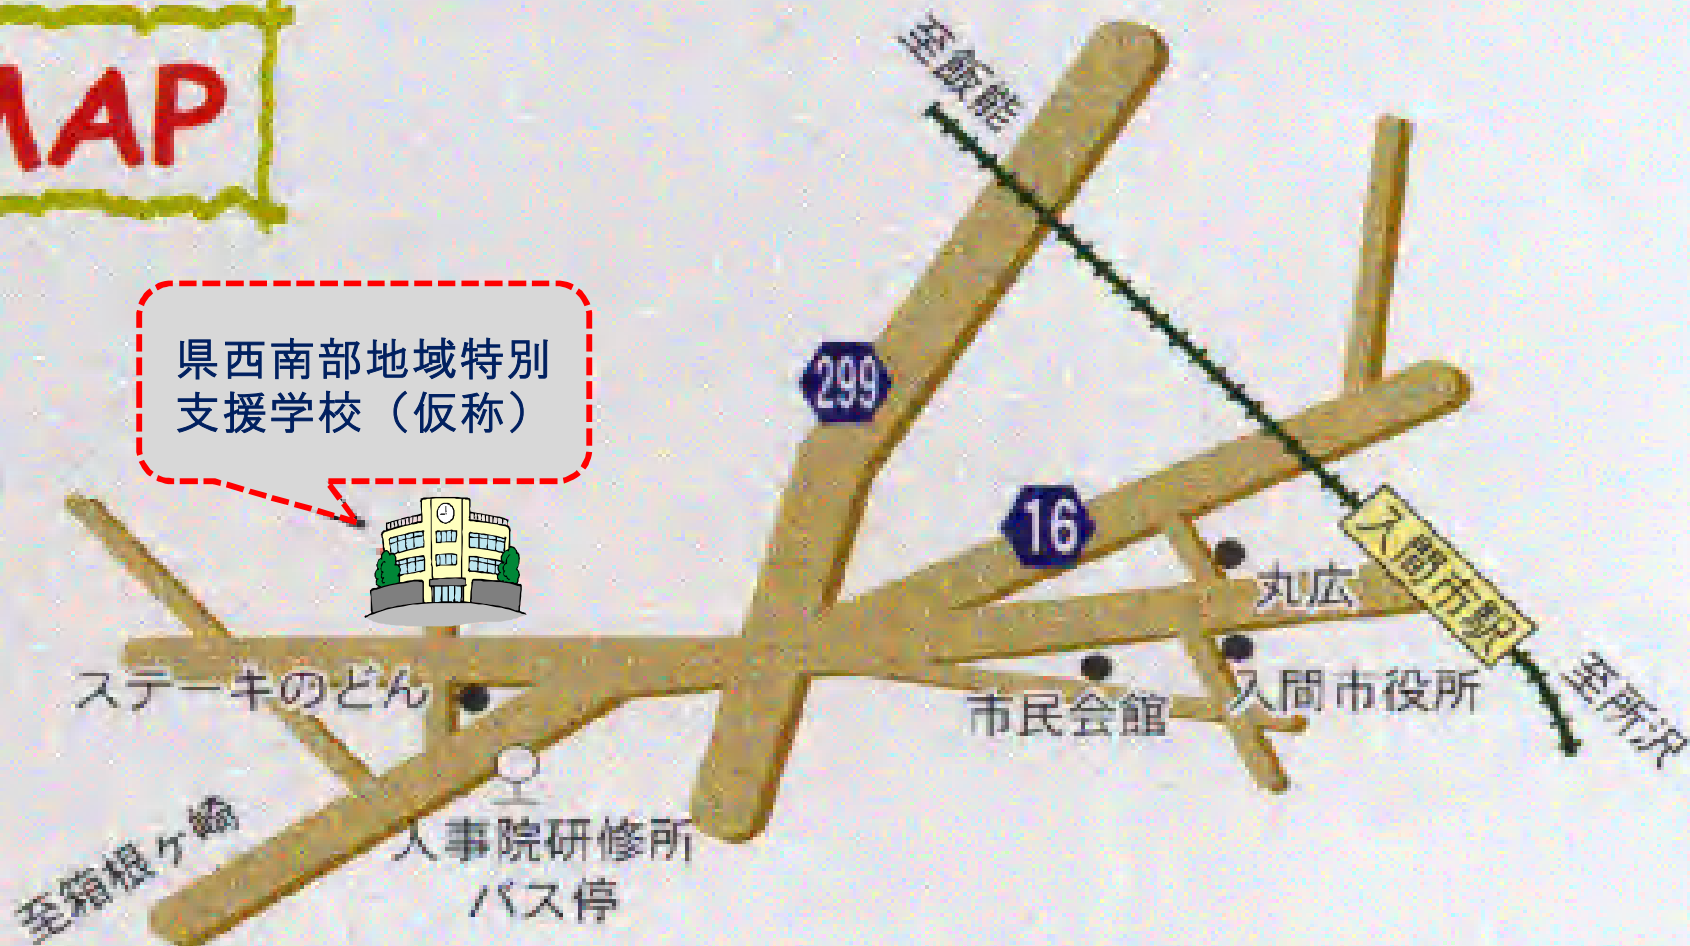 MAP
至飯能
県西南部地域特別
支援学校（仮称）
299
16
入間市駅
丸広
ステーキのどん
入間市役所
市民会館
至所沢
至箱根ヶ崎
人事院研修所
バス停